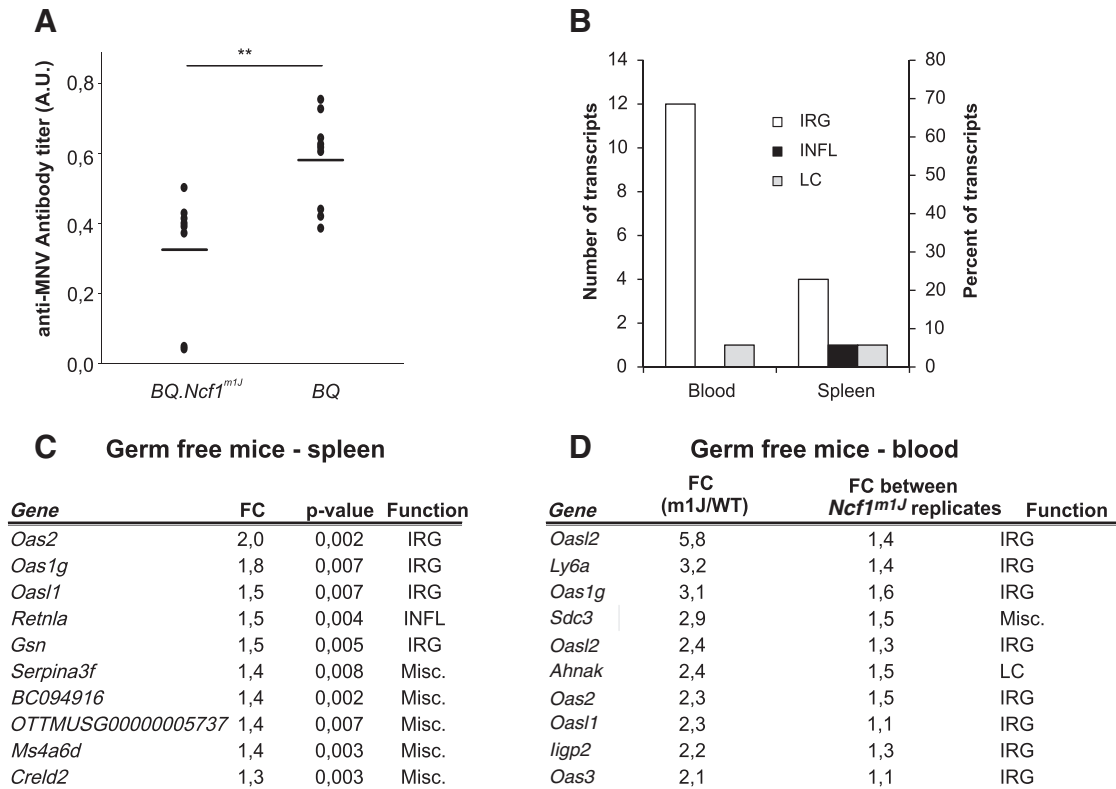 A
anti-MNV Antibody titer (A.U.)
**
0,8
0,6
0,4
0,2
0,0
BQ.Ncf1m1J
BQ
B
Number of transcripts
14
12
10
8
6
4
2
0
IRG
INFL
LC
80
70
60
50
40
30
20
10
0
Percent of transcripts
Blood
Spleen
C Germ free mice - spleen
Gene FC p-value Function
Oas2 2,0 0,002 IRG
Oas1g 1,8 0,007 IRG
Oasl1 1,5 0,007 IRG
Retnla 1,5 0,004 INFL
Gsn 1,5 0,005 IRG
Serpina3f 1,4 0,008 Misc.
BC094916 1,4 0,002 Misc.
OTTMUSG00000005737 1,4 0,007 Misc.
Ms4a6d 1,4 0,003 Misc.
Creld2 1,3 0,003 Misc.
D Germ free mice - blood
FC FC between
Gene (m1J/WT) Ncf1m1J replicates Function
Oasl2 5,8 1,4 IRG
Ly6a 3,2 1,4 IRG
Oas1g 3,1 1,6 IRG
Sdc3 2,9 1,5 Misc.
Oasl2 2,4 1,3 IRG
Ahnak 2,4 1,5 LC
Oas2 2,3 1,5 IRG
Oasl1 2,3 1,1 IRG
Iigp2 2,2 1,3 IRG
Oas3 2,1 1,1 IRG